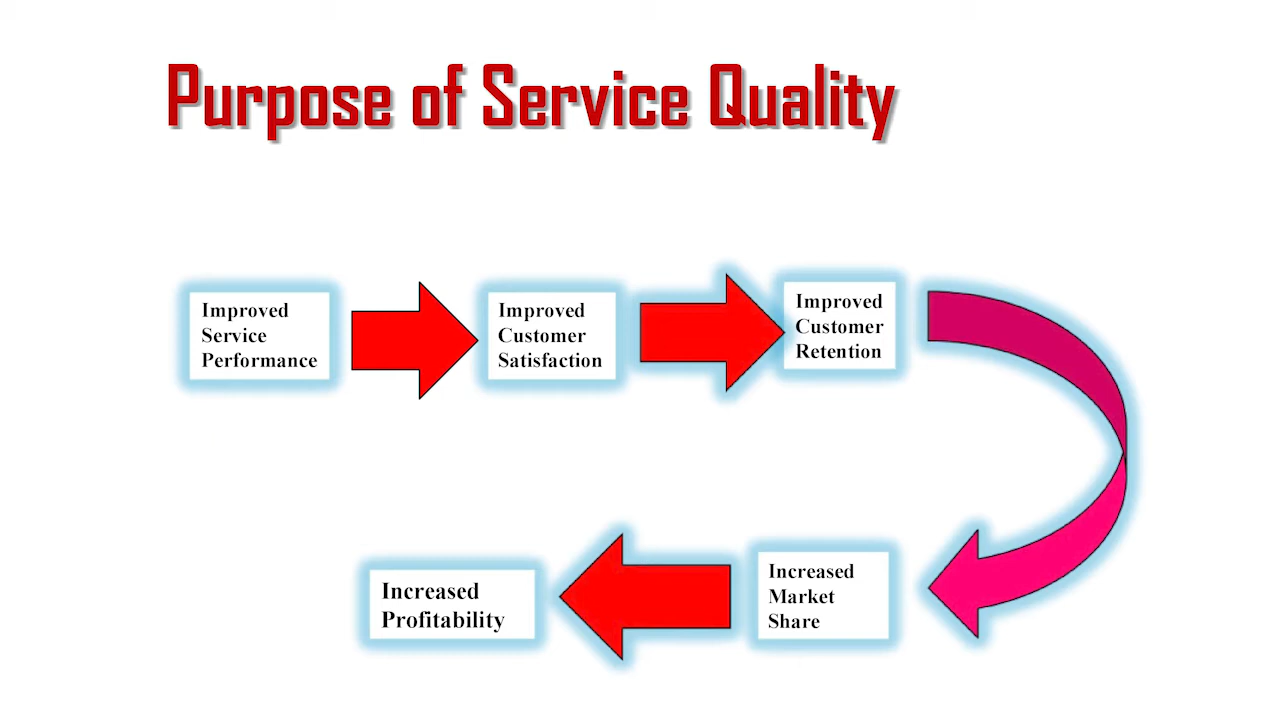 Purpose of Service Quality
Improved
Service
Performance
Improved
Customer
Satisfaction
Improved
Customer
Retention
Increased
Market
Share
Increased
Profitability